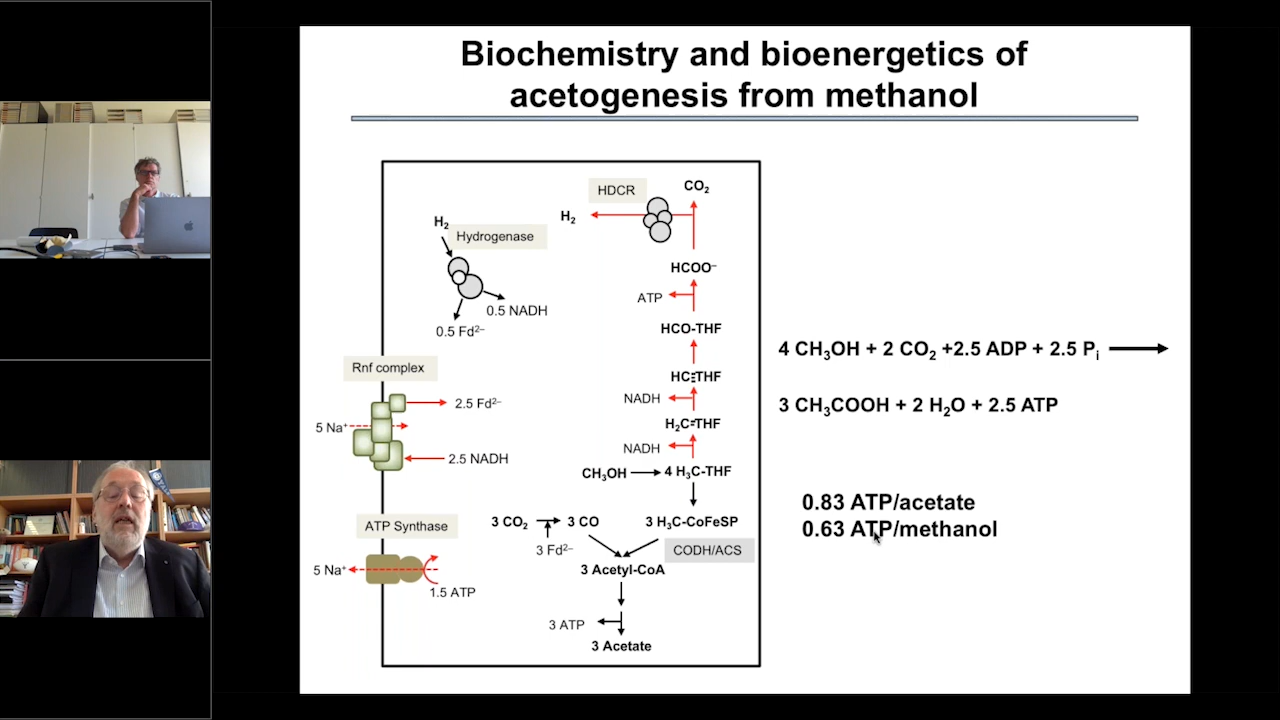 Biochemistry and bioenergetics of
acetogenesis from methanol
HDCR
CO₂
H₂
H₂
Hydrogenase
HCOO⁻
ATP
0.5 NADH
0.5 Fd²⁻
HCO-THF
Rnf complex
HC≡THF
NADH
2.5 Fd²⁻
5 Na⁺
H₂C=THF
NADH
2.5 NADH
CH₃OH
4 H₃C-THF
ATP Synthase
3 CO₂
3 CO
3 H₃C-CoFeSP
3 Fd²⁻
CODH/ACS
5 Na⁺
3 Acetyl-CoA
1.5 ATP
3 ATP
3 Acetate
4 CH₃OH + 2 CO₂ +2.5 ADP + 2.5 Pᵢ
3 CH₃COOH + 2 H₂O + 2.5 ATP
0.83 ATP/acetate
0.63 ATP/methanol